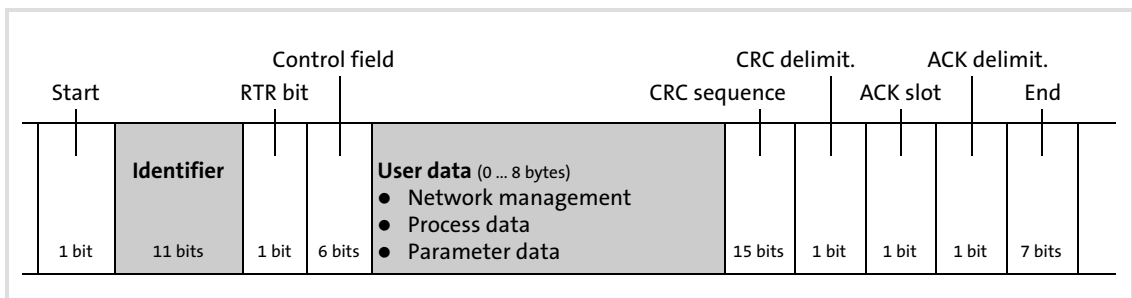 Control field CRC delimit. ACK delimit.
Start RTR bit CRC sequence ACK slot End
Identifier User data (0 ... 8 bytes)
● Network management
● Process data
● Parameter data
1 bit 11 bits 1 bit 6 bits 15 bits 1 bit 1 bit 1 bit 7 bits